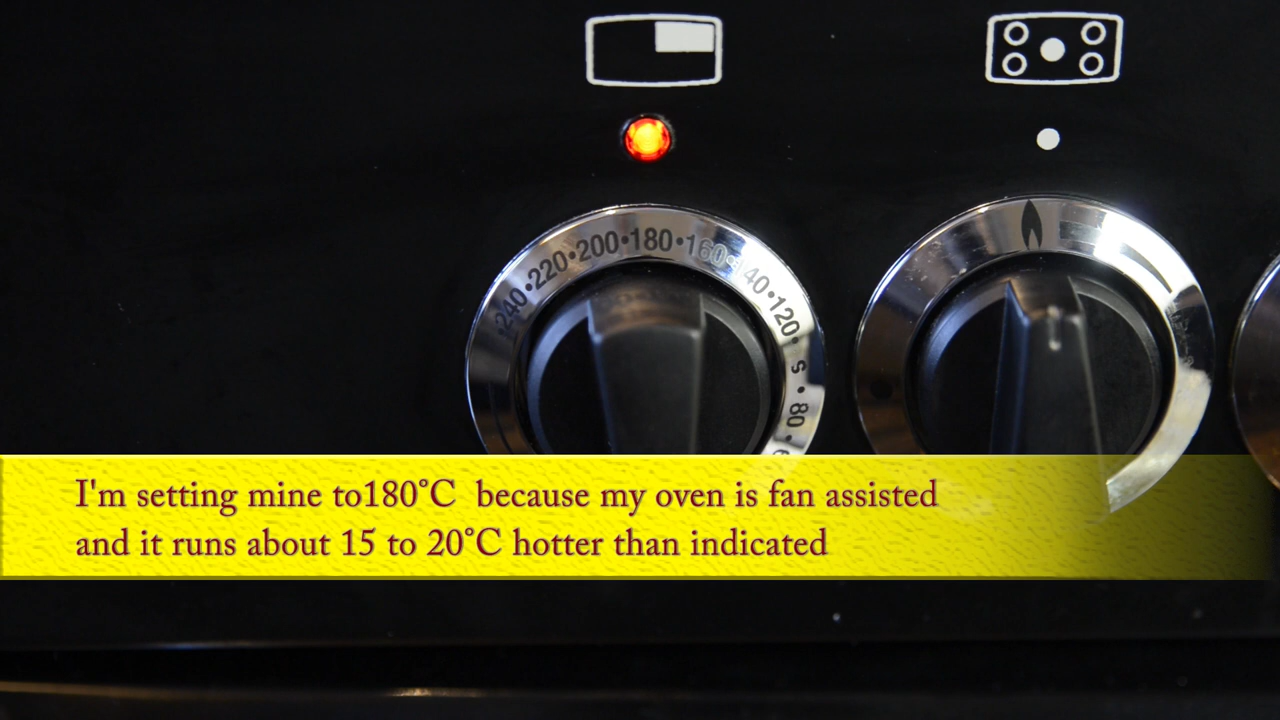 240•220•200•180•160•140•120•S•80•
I'm setting mine to180°C because my oven is fan assisted
and it runs about 15 to 20°C hotter than indicated